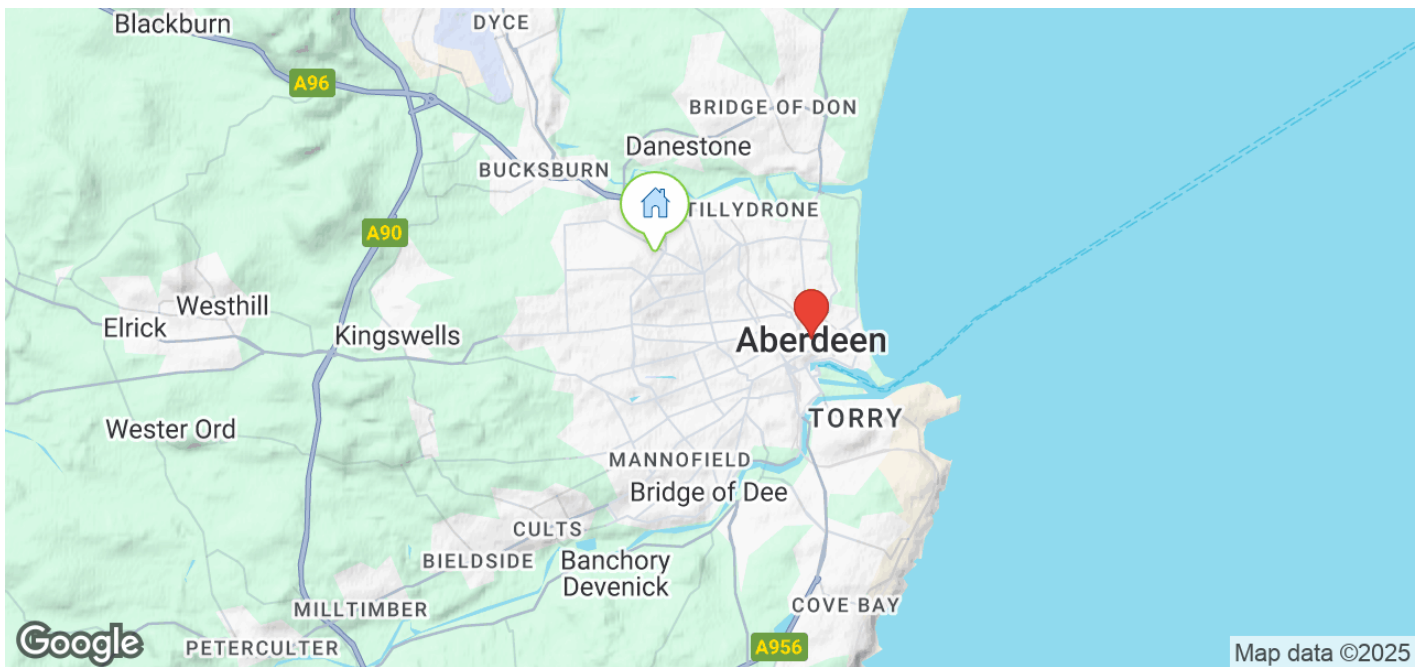 Blackburn
DYCE
A96
BRIDGE OF DON
Danestone
BUCKSBURN
TILLYDRONE
A90
Westhill
Elrick
Kingswells
Aberdeen
TORRY
Wester Ord
MANNOFIELD
Bridge of Dee
CULTS
BIELDSIDE
Banchory
Devenick
MILLTIMBER
COVE BAY
PETERCULTER
A956
Google
Map data ©2025